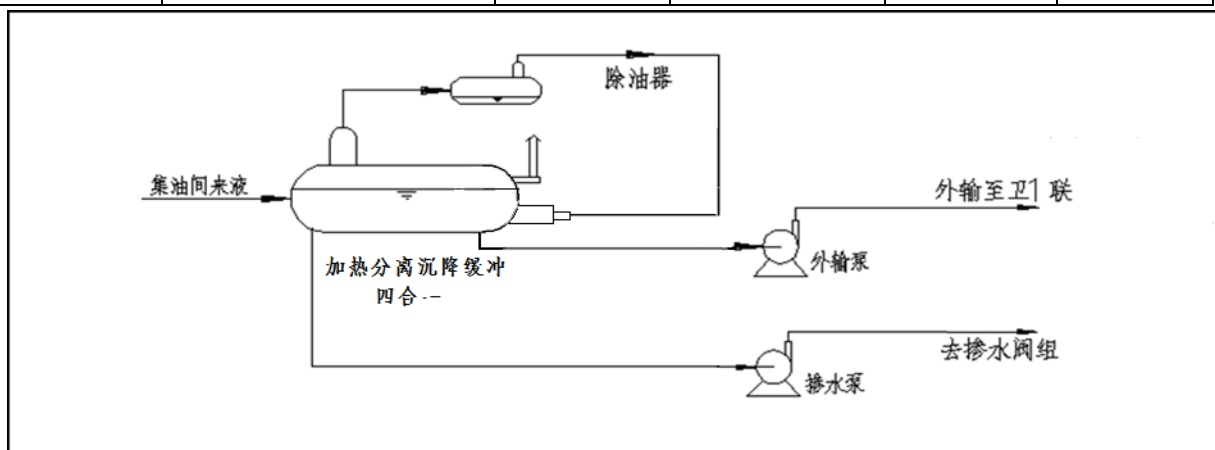 除油器
集油间来液
外输至卫1联
加热分离沉降缓冲
四合一
外输泵
去掺水阀组
掺水泵